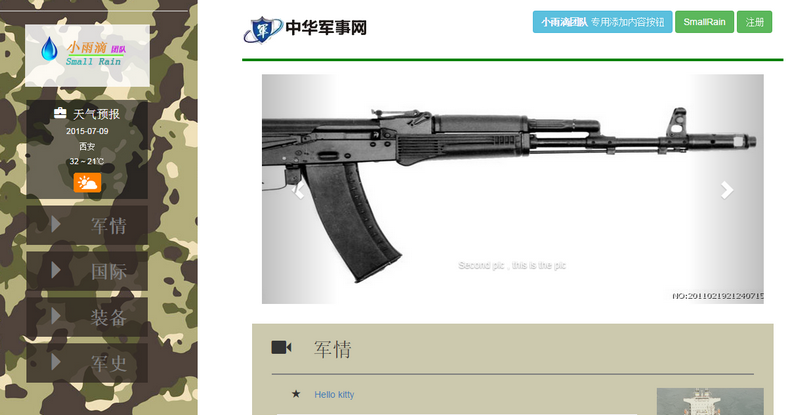 小雨滴 团队
Small Rain
天气预报
2015-07-09
西安
32～21℃
军情
国际
装备
军史
中华军事网
小雨滴团队 专用添加内容按钮 SmallRain 注册
Second pic , this is the pic
NO:2011021921240715
军情
Hello kitty